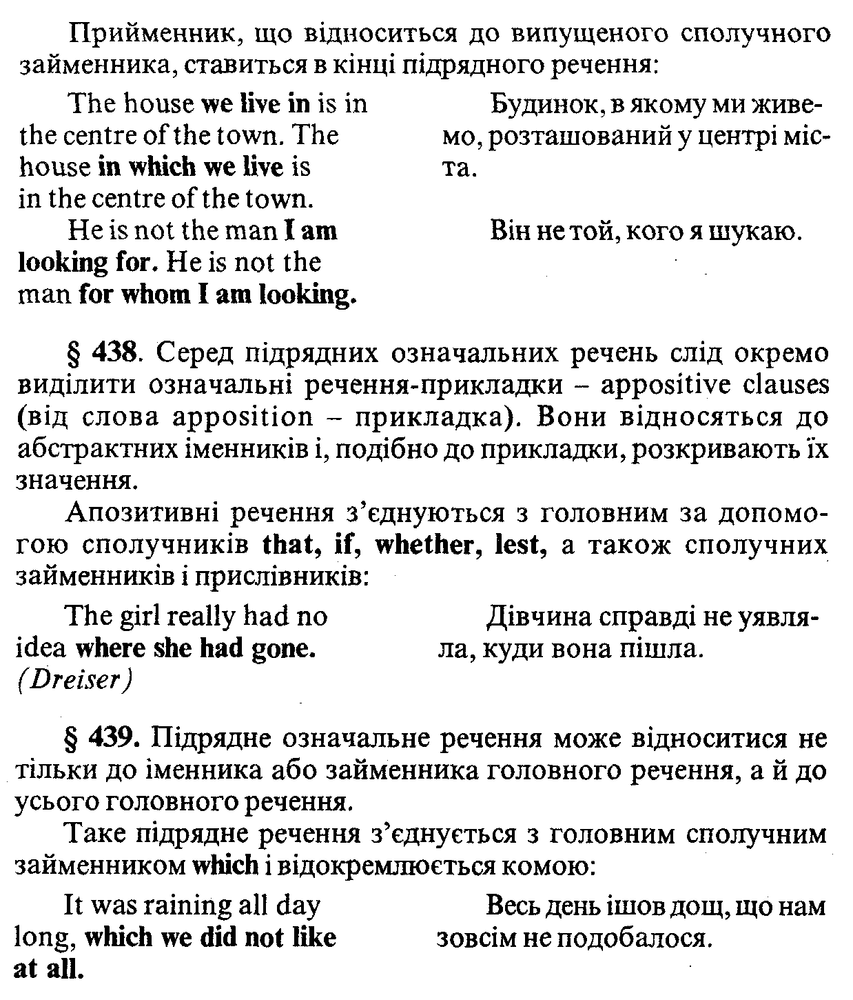 Прийменник, що відноситься до випущеного сполучного
займенника, ставиться в кінці підрядного речення:
The house we live in is in
the centre of the town. The
house in which we live is
in the centre of the town.
Будинок, в якому ми живе-
мо, розташований у центрі міс-
та.
He is not the man I am
looking for. He is not the
man for whom I am looking.
Він не той, кого я шукаю.
§ 438. Серед підрядних означальних речень слід окремо
виділити означальні речення-прикладки – appositive clauses
(від слова apposition – прикладка). Вони відносяться до
абстрактних іменників і, подібно до прикладки, розкривають їх
значення.
Апозитивні речення з’єднуються з головним за допомо-
гою сполучників that, if, whether, lest, а також сполучних
займенників і прислівників:
The girl really had no
idea where she had gone.
(Dreiser)
Дівчина справді не уявля-
ла, куди вона пішла.
§ 439. Підрядне означальне речення може відноситися не
тільки до іменника або займенника головного речення, а й до
усього головного речення.
Таке підрядне речення з’єднується з головним сполучним
займенником which і відокремлюється комою:
It was raining all day
long, which we did not like
at all.
Весь день ішов дощ, що нам
зовсім не подобалося.